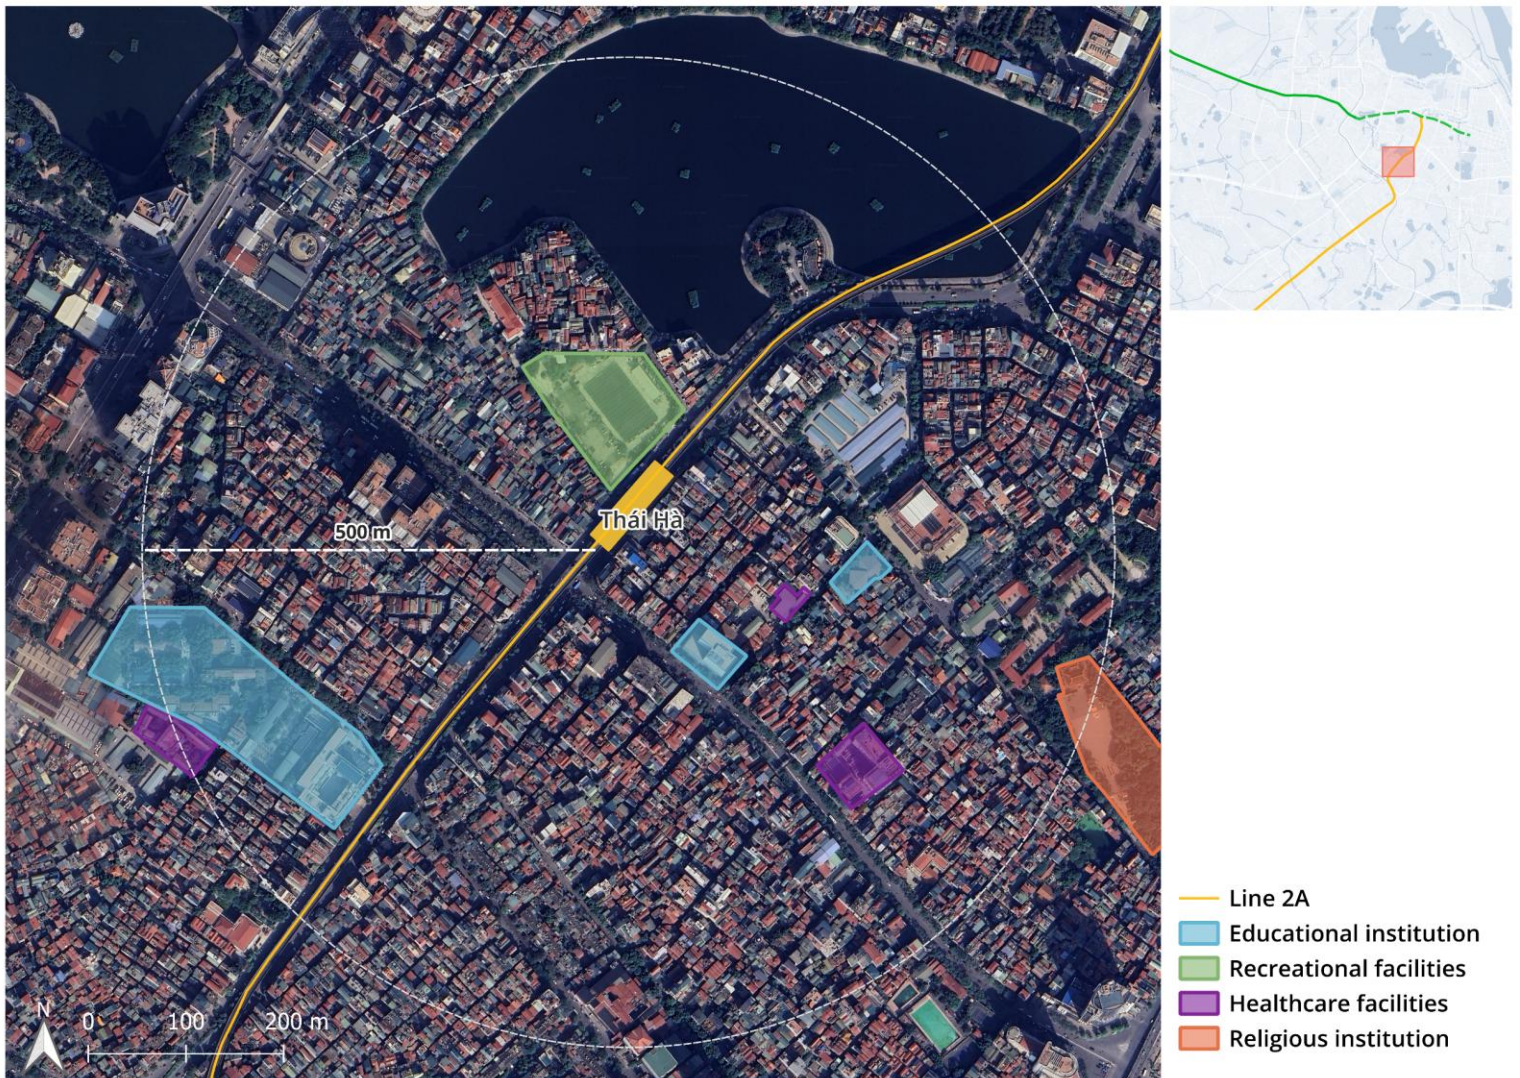 500 m
Thái Hà
N
0 100 200 m
Line 2A
Educational institution
Recreational facilities
Healthcare facilities
Religious institution